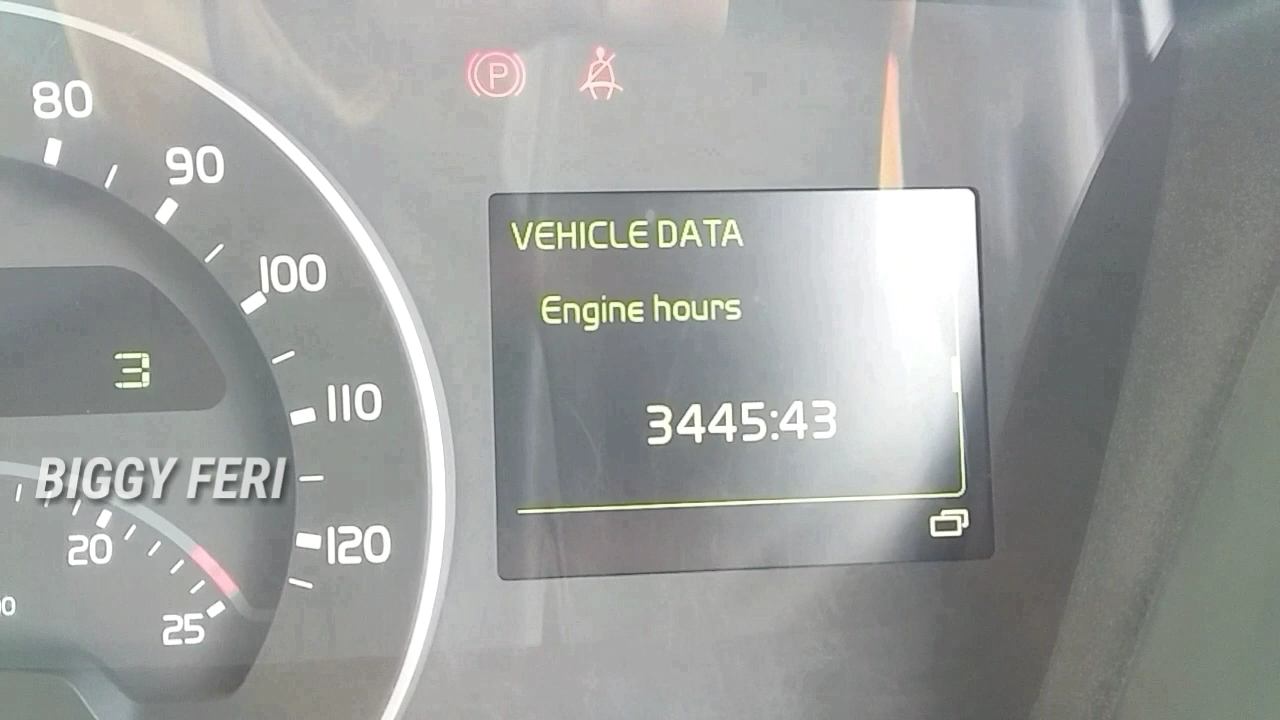 P
80
90
100
110
120
3
BIGGY FERI
20
25
VEHICLE DATA
Engine hours
3445:43